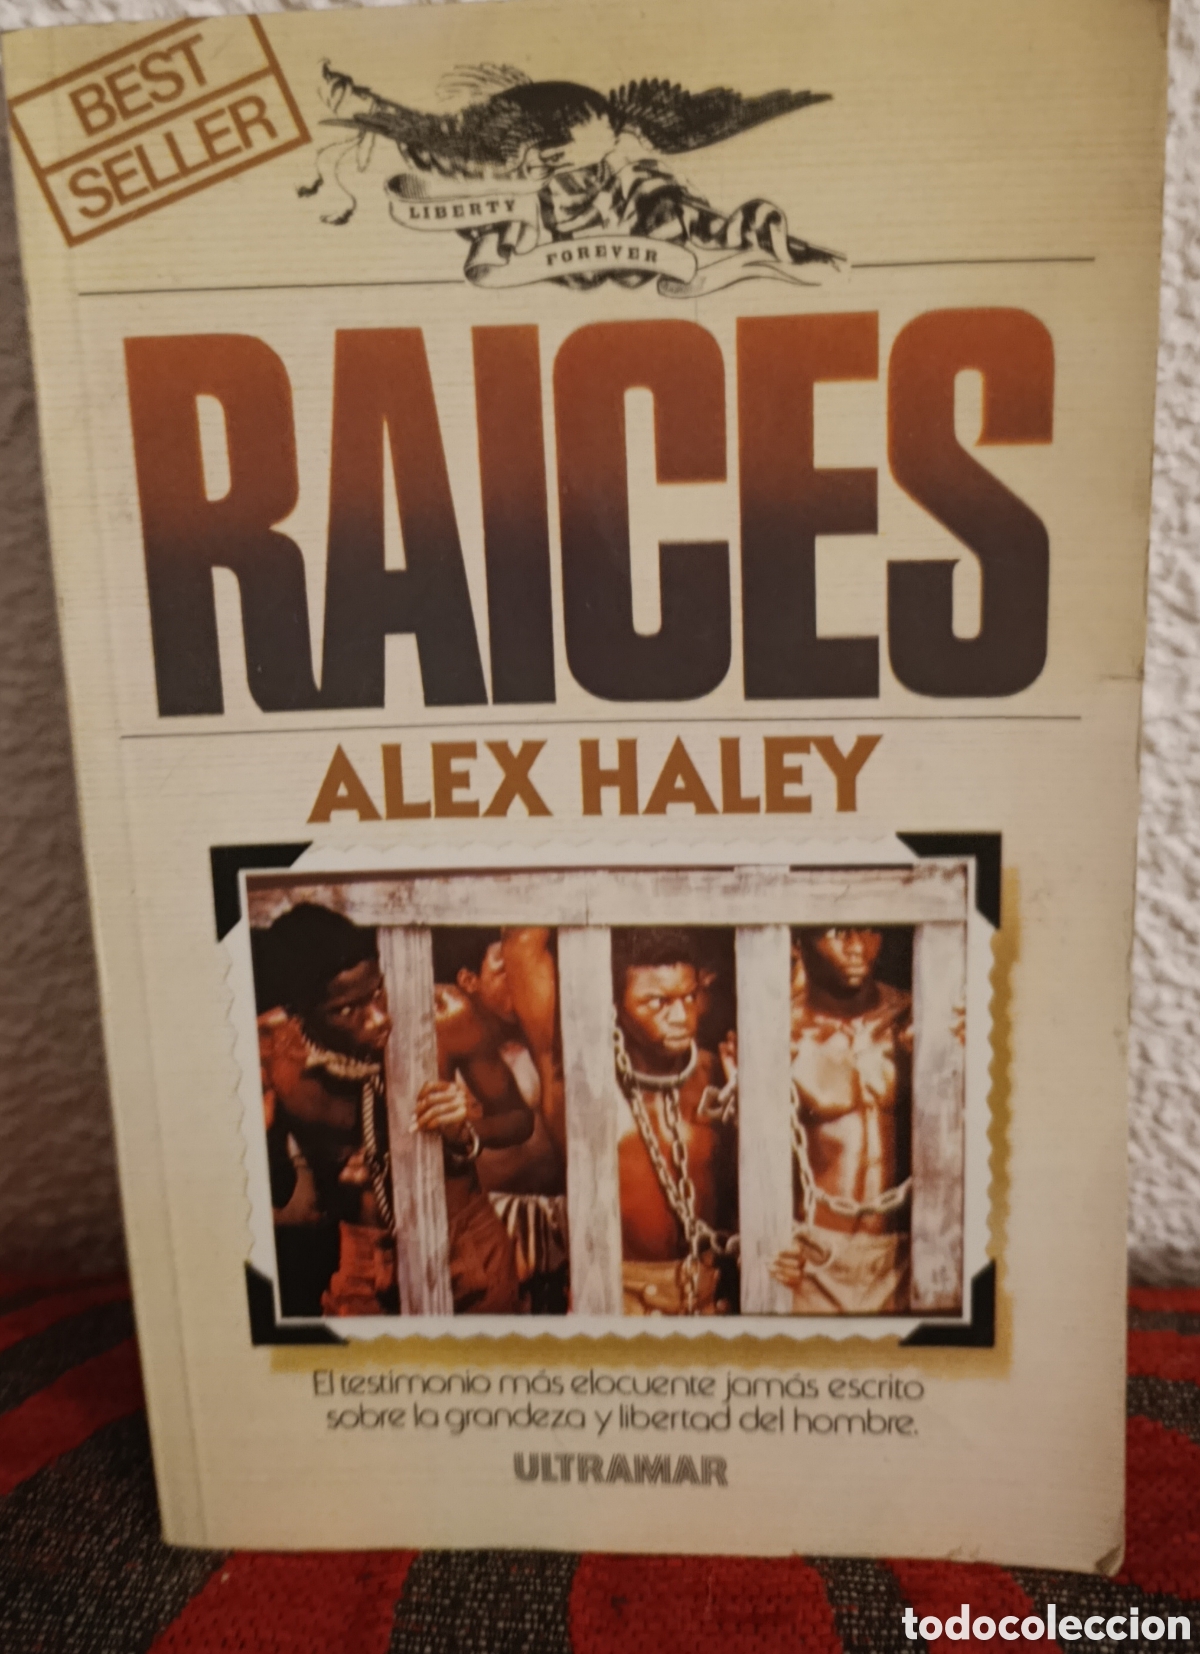 BEST
SELLER
LIBERTY
FOREVER
RAICES
ALEX HALEY
El testimonio más elocuente jamás escrito
sobre la grandeza y libertad del hombre.
ULTRAMAR
todocoleccion